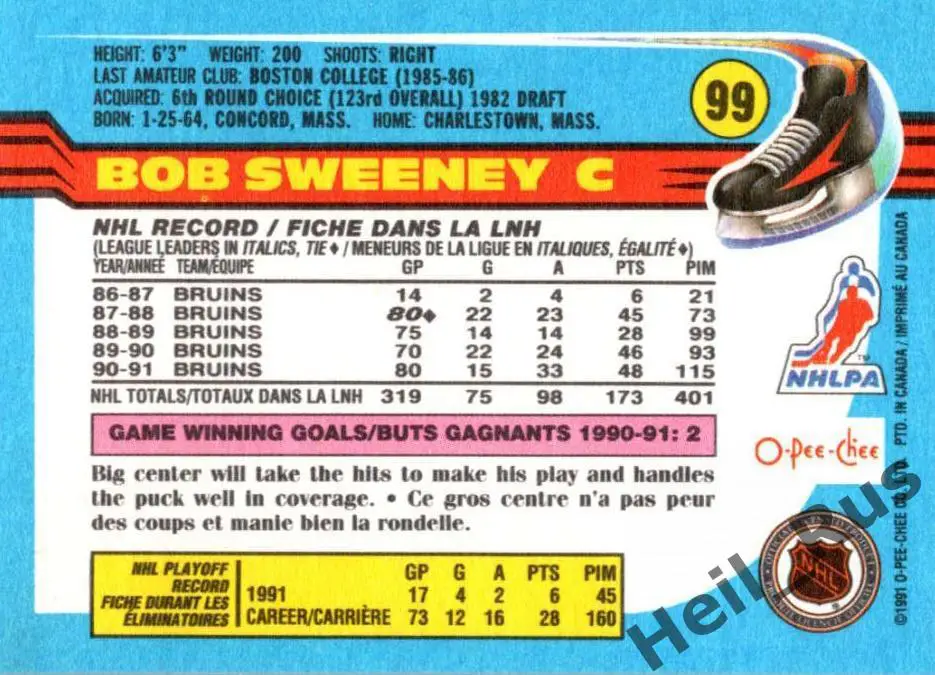 HEIGHT: 6'3" WEIGHT: 200 SHOOTS: RIGHT
LAST AMATEUR CLUB: BOSTON COLLEGE (1985-86)
ACQUIRED: 6th ROUND CHOICE (123rd OVERALL) 1982 DRAFT
BORN: 1-25-64, CONCORD, MASS. HOME: CHARLESTOWN, MASS.
99
BOB SWEENEY C
NHL RECORD / FICHE DANS LA LNH
(LEAGUE LEADERS IN ITALICS, TIE ♦ / MENEURS DE LA LIGUE EN ITALIQUES, ÉGALITÉ ♦)
YEAR/ANNÉE TEAM/ÉQUIPE GP G A PTS PIM
86-87 BRUINS 14 2 4 6 21
87-88 BRUINS 80♦ 22 23 45 73
88-89 BRUINS 75 14 14 28 99
89-90 BRUINS 70 22 24 46 93
90-91 BRUINS 80 15 33 48 115
NHL TOTALS/TOTAUX DANS LA LNH 319 75 98 173 401
GAME WINNING GOALS/BUTS GAGNANTS 1990-91: 2
Big center will take the hits to make his play and handles
the puck well in coverage. • Ce gros centre n'a pas peur
des coups et manie bien la rondelle.
NHL PLAYOFF
RECORD
FICHE DURANT LES
ÉLIMINATOIRES
GP G A PTS PIM
1991 17 4 2 6 45
CAREER/CARRIÈRE 73 12 16 28 160
TM
NHLPA
O-Pee-Chee
NHL
©1991 O-PEE-CHEE CO. LTD. PTD. IN CANADA / IMPRIMÉ AU CANADA
Heil_Rus